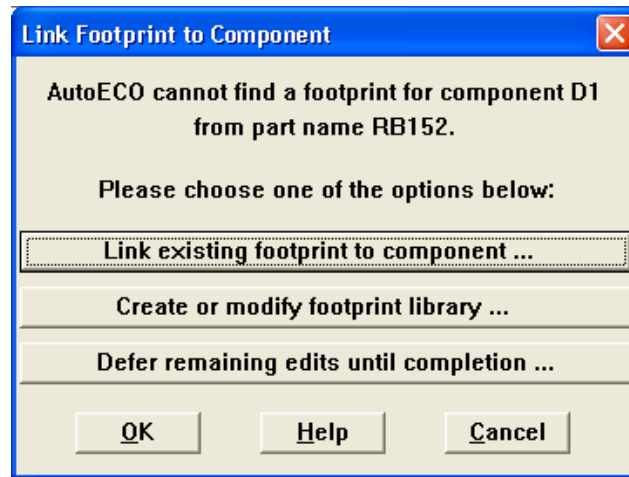 Link Footprint to Component
AutoECO cannot find a footprint for component D1
from part name RB152.
Please choose one of the options below:
Link existing footprint to component ...
Create or modify footprint library ...
Defer remaining edits until completion ...
OK Help Cancel